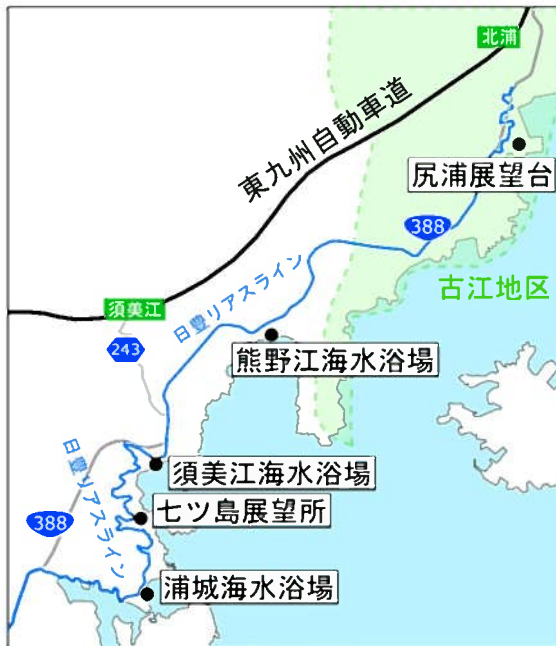 北浦
東九州自動車道
尻浦展望台
388
日豊リアスライン
古江地区
須美江
243
熊野江海水浴場
日豊リアスライン
須美江海水浴場
七ツ島展望所
388
浦城海水浴場